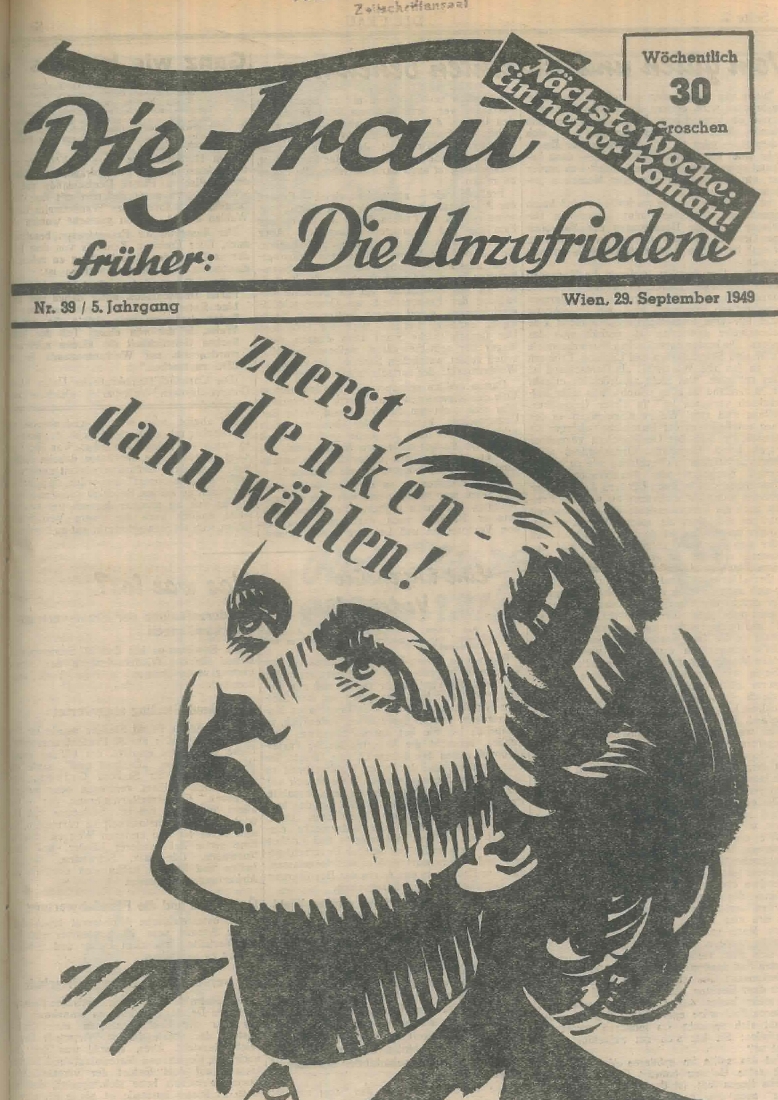 Zeitschriftensaal
Die Frau
Nächste Woche:
Ein neuer Roman!
Wöchentlich
30
Groschen
früher: Die Unzufriedene
Nr. 39 / 5. Jahrgang
Wien, 29. September 1949
zuerst
denken-
dann wählen!